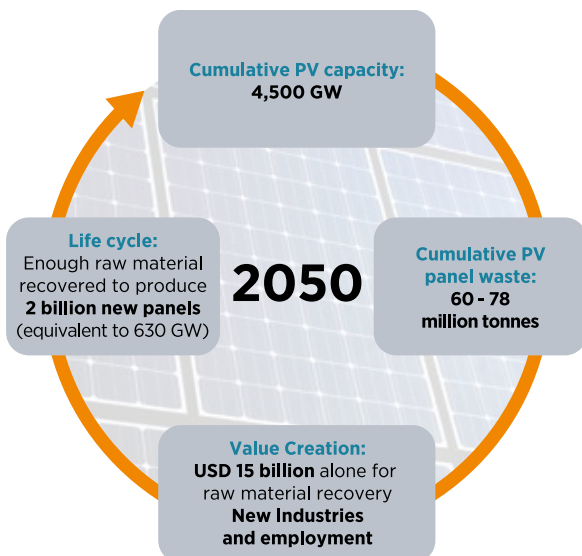 Cumulative PV capacity:
4,500 GW
Life cycle:
Enough raw material
recovered to produce
2 billion new panels
(equivalent to 630 GW)
2050
Cumulative PV
panel waste:
60 - 78
million tonnes
Value Creation:
USD 15 billion alone for
raw material recovery
New Industries
and employment